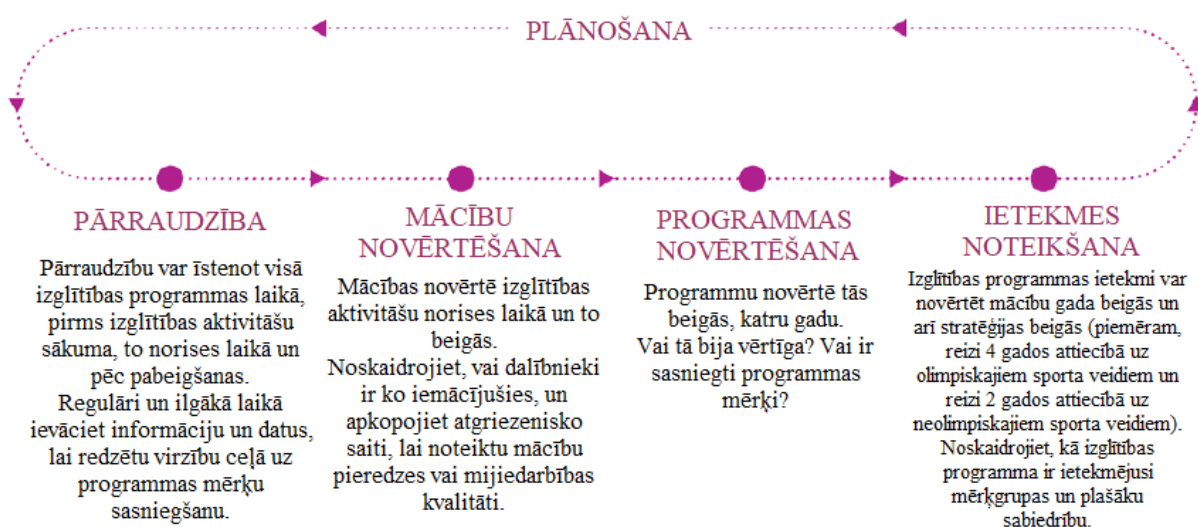 PLĀNOŠANA
PĀRRAUDZĪBA
Pārraudzību var īstenot visā
izglītības programmas laikā,
pirms izglītības aktivitāšu
sākuma, to norises laikā un
pēc pabeigšanas.
Regulāri un ilgākā laikā
ievāciet informāciju un datus,
lai redzētu virzību ceļā uz
programmas mērķu
sasniegšanu.
MĀCĪBU
NOVĒRTĒŠANA
Mācības novērtē izglītības
aktivitāšu norises laikā un to
beigās.
Noskaidrojiet, vai dalībnieki
ir ko iemācījušies, un
apkopojiet atgriezenisko
saiti, lai noteiktu mācību
pieredzes vai mijiedarbības
kvalitāti.
PROGRAMMAS
NOVĒRTĒŠANA
Programmu novērtē tās
beigās, katru gadu.
Vai tā bija vērtīga? Vai ir
sasniegti programmas
mērķi?
IETEKMES
NOTEIKŠANA
Izglītības programmas ietekmi var
novērtēt mācību gada beigās un
arī stratēģijas beigās (piemēram,
reizi 4 gados attiecībā uz
olimpiskajiem sporta veidiem un
reizi 2 gados attiecībā uz
neolimpiskajiem sporta veidiem).
Noskaidrojiet, kā izglītības
programma ir ietekmējusi
mērķgrupas un plašāku
sabiedrību.